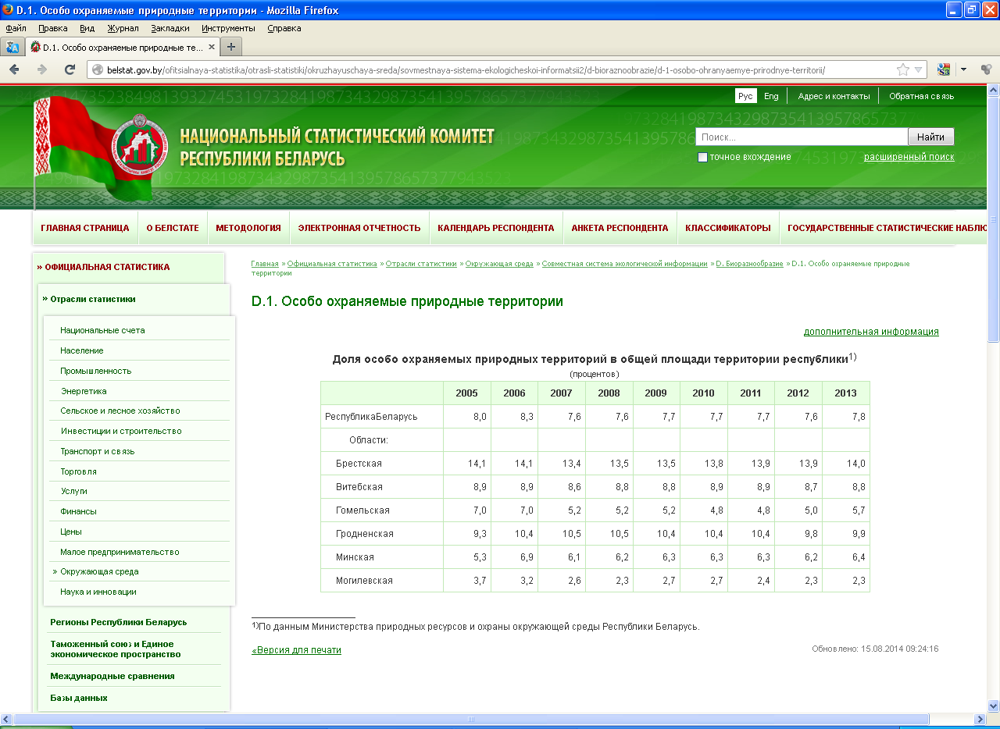 D.1. Особо охраняемые природные территории - Mozilla Firefox
Файл Правка Вид Журнал Закладки Инструменты Справка
D.1. Особо охраняемые природные те...
belstat.gov.by/ofitsialnaya-statistika/otrasli-statistiki/okruzhayuschaya-sreda/sovmestnaya-sistema-ekologicheskoi-informatsii2/d-bioraznoobrazie/d-1-osobo-ohranyaemye-prirodnye-territorii/
Рус Eng Адрес и контакты Обратная связь
НАЦИОНАЛЬНЫЙ СТАТИСТИЧЕСКИЙ КОМИТЕТ
РЕСПУБЛИКИ БЕЛАРУСЬ
Поиск... Найти
точное вхождение расширенный поиск
ГЛАВНАЯ СТРАНИЦА О БЕЛСТАТЕ МЕТОДОЛОГИЯ ЭЛЕКТРОННАЯ ОТЧЕТНОСТЬ КАЛЕНДАРЬ РЕСПОНДЕНТА АНКЕТА РЕСПОНДЕНТА КЛАССИФИКАТОРЫ ГОСУДАРСТВЕННЫЕ СТАТИСТИЧЕСКИЕ НАБЛЮ
» ОФИЦИАЛЬНАЯ СТАТИСТИКА
» Отрасли статистики
Национальные счета
Население
Промышленность
Энергетика
Сельское и лесное хозяйство
Инвестиции и строительство
Транспорт и связь
Торговля
Услуги
Финансы
Цены
Малое предпринимательство
» Окружающая среда
Наука и инновации
Регионы Республики Беларусь
Таможенный союз и Единое
экономическое пространство
Международные сравнения
Базы данных
Главная » Официальная статистика » Отрасли статистики » Окружающая среда » Совместная система экологической информации » D. Биоразнообразие » D.1. Особо охраняемые природные
территории
D.1. Особо охраняемые природные территории
дополнительная информация
Доля особо охраняемых природных территорий в общей площади территории республики1)
(процентов)
2005 2006 2007 2008 2009 2010 2011 2012 2013
РеспубликаБеларусь 8,0 8,3 7,6 7,6 7,7 7,7 7,7 7,6 7,8
Области:
Брестская 14,1 14,1 13,4 13,5 13,5 13,8 13,9 13,9 14,0
Витебская 8,9 8,9 8,6 8,8 8,8 8,9 8,9 8,7 8,8
Гомельская 7,0 7,0 5,2 5,2 5,2 4,8 4,8 5,0 5,7
Гродненская 9,3 10,4 10,5 10,5 10,4 10,4 10,4 9,8 9,9
Минская 5,3 6,9 6,1 6,2 6,3 6,3 6,3 6,2 6,4
Могилевская 3,7 3,2 2,6 2,3 2,7 2,7 2,4 2,3 2,3
1)По данным Министерства природных ресурсов и охраны окружающей среды Республики Беларусь.
«Версия для печати Обновлено: 15.08.2014 09:24:16